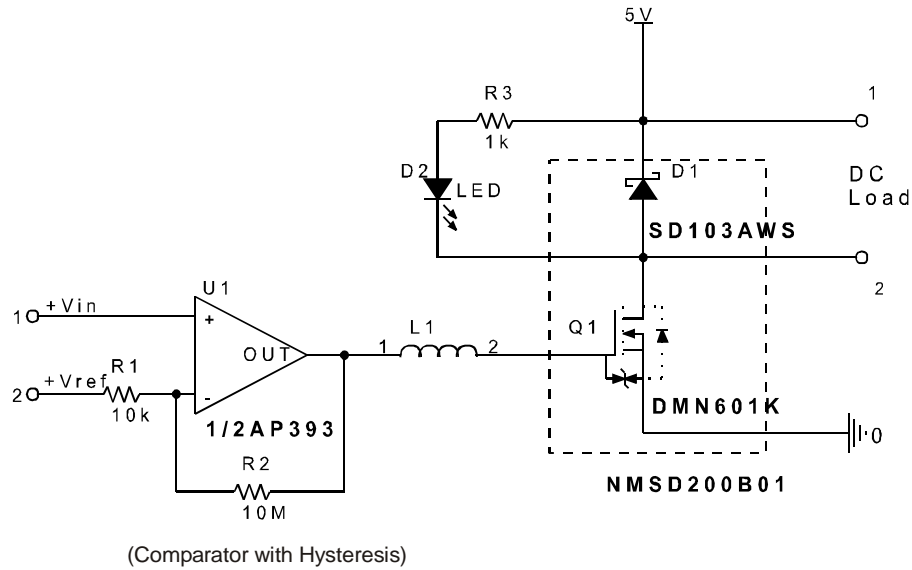 5V
R3
1k
1
D2
LED
D1
DC
Load
SD103AWS
2
U1
1
+Vin
+
OUT
L1
1
2
Q1
2
+Vref
R1
10k
-
1/2AP393
DMN601K
0
R2
10M
NMSD200B01
(Comparator with Hysteresis)